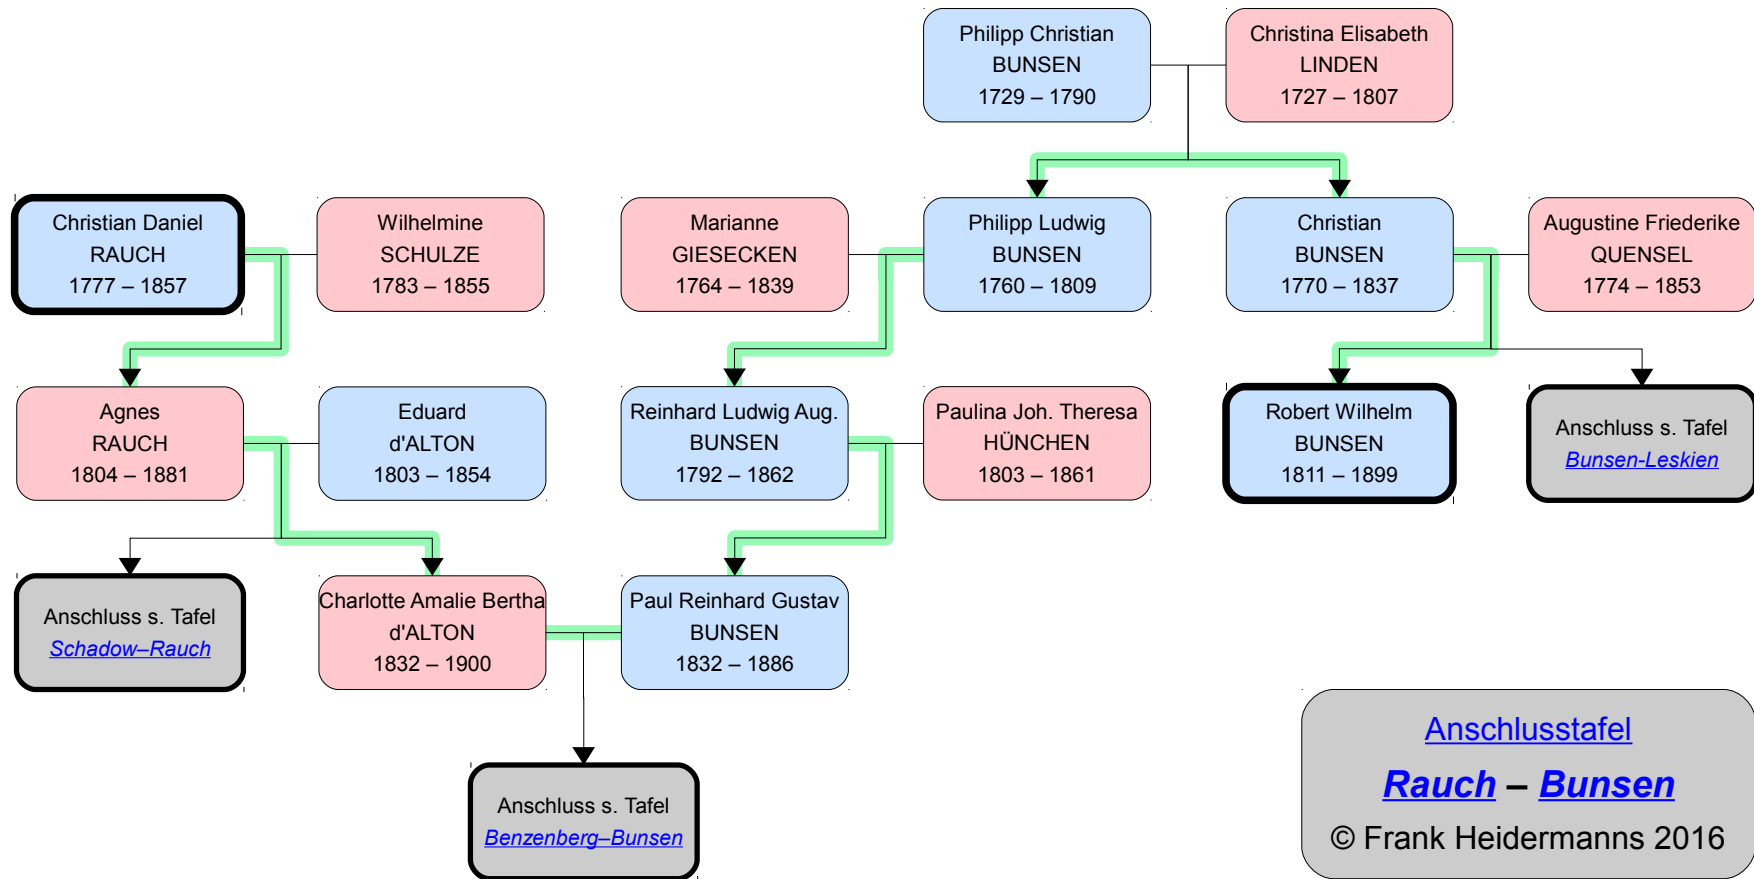 Philipp Christian
BUNSEN
1729 – 1790
Christina Elisabeth
LINDEN
1727 – 1807
Christian Daniel
RAUCH
1777 – 1857
Wilhelmine
SCHULZE
1783 – 1855
Marianne
GIESECKEN
1764 – 1839
Philipp Ludwig
BUNSEN
1760 – 1809
Christian
BUNSEN
1770 – 1837
Augustine Friederike
QUENSEL
1774 – 1853
Agnes
RAUCH
1804 – 1881
Eduard
d'ALTON
1803 – 1854
Reinhard Ludwig Aug.
BUNSEN
1792 – 1862
Paulina Joh. Theresa
HÜNCHEN
1803 – 1861
Robert Wilhelm
BUNSEN
1811 – 1899
Anschluss s. Tafel
Bunsen-Leskien
Anschluss s. Tafel
Schadow–Rauch
Charlotte Amalie Bertha
d'ALTON
1832 – 1900
Paul Reinhard Gustav
BUNSEN
1832 – 1886
Anschluss s. Tafel
Benzenberg–Bunsen
Anschlusstafel
Rauch – Bunsen
© Frank Heidermanns 2016